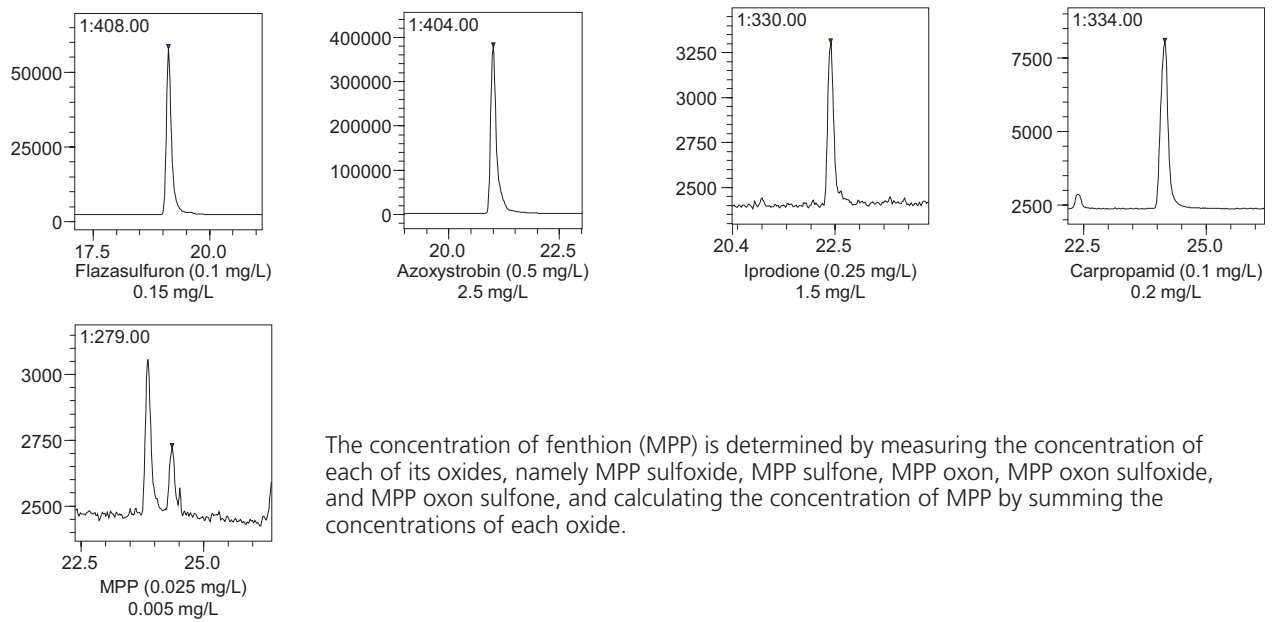 1:408.00
50000
25000
0
17.5 20.0
Flazasulfuron (0.1 mg/L)
0.15 mg/L
1:404.00
400000
300000
200000
100000
0
20.0 22.5
Azoxystrobin (0.5 mg/L)
2.5 mg/L
1:330.00
3250
3000
2750
2500
20.4 22.5
Iprodione (0.25 mg/L)
1.5 mg/L
1:334.00
7500
5000
2500
22.5 25.0
Carpropamid (0.1 mg/L)
0.2 mg/L
1:279.00
3000
2750
2500
22.5 25.0
MPP (0.025 mg/L)
0.005 mg/L
The concentration of fenthion (MPP) is determined by measuring the concentration of
each of its oxides, namely MPP sulfoxide, MPP sulfone, MPP oxon, MPP oxon sulfoxide,
and MPP oxon sulfone, and calculating the concentration of MPP by summing the
concentrations of each oxide.